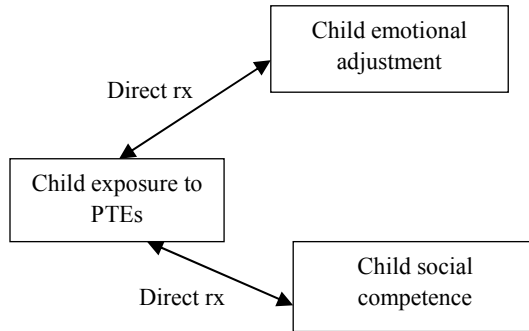 Child emotional
adjustment
Direct rx
Child exposure to
PTEs
Child social
competence
Direct rx